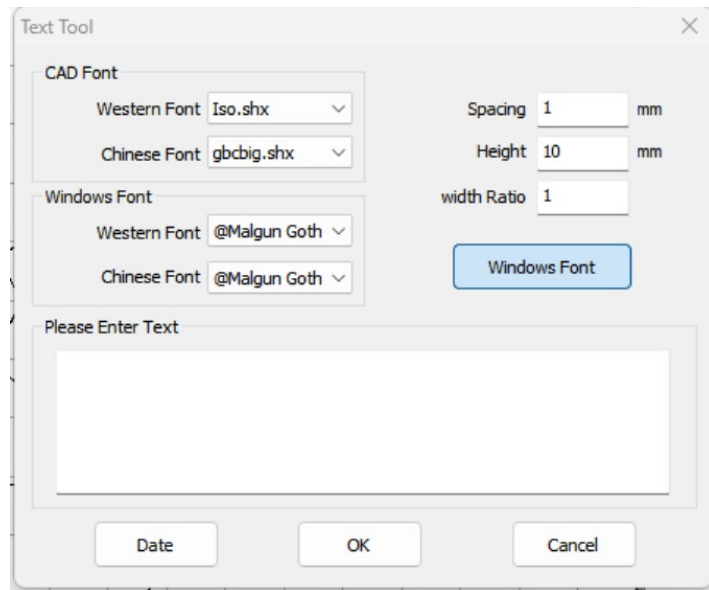 Text Tool
CAD Font
Western Font Iso.shx
Chinese Font gbcbig.shx
Spacing 1 mm
Height 10 mm
width Ratio 1
Windows Font
Western Font @Malgun Goth
Chinese Font @Malgun Goth
Windows Font
Please Enter Text
Date OK Cancel